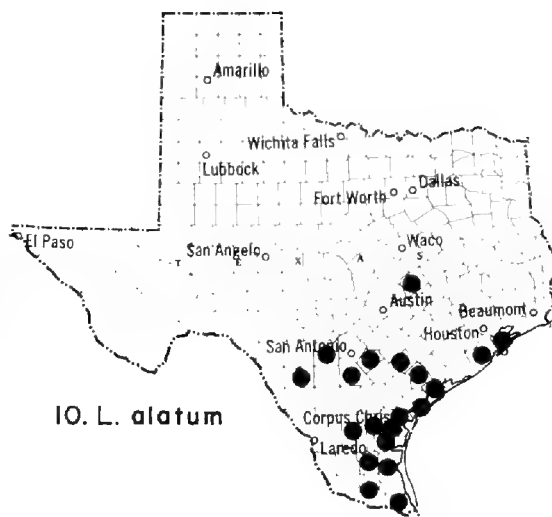 Amarillo
Wichita Falls
Lubbock
Fort Worth
Dallas
El Paso
San Angelo
Waco
T E X A S
Austin
Beaumont
Houston
San Antonio
10. L. alatum
Corpus Chris
Laredo